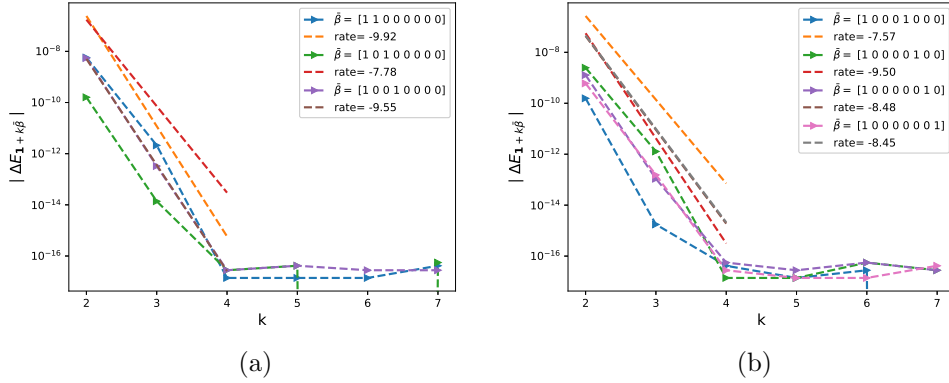 β̄ = [1 1 0 0 0 0 0 0]
rate= -9.92
β̄ = [1 0 1 0 0 0 0 0]
rate= -7.78
β̄ = [1 0 0 1 0 0 0 0]
rate= -9.55
10⁻⁸
10⁻¹⁰
10⁻¹²
10⁻¹⁴
10⁻¹⁶
| ΔE₁₊ₖβ̄ |
2 3 4 5 6 7
k
(a)
β̄ = [1 0 0 0 1 0 0 0]
rate= -7.57
β̄ = [1 0 0 0 0 1 0 0]
rate= -9.50
β̄ = [1 0 0 0 0 0 1 0]
rate= -8.48
β̄ = [1 0 0 0 0 0 0 1]
rate= -8.45
10⁻⁸
10⁻¹⁰
10⁻¹²
10⁻¹⁴
10⁻¹⁶
| ΔE₁₊ₖβ̄ |
2 3 4 5 6 7
k
(b)